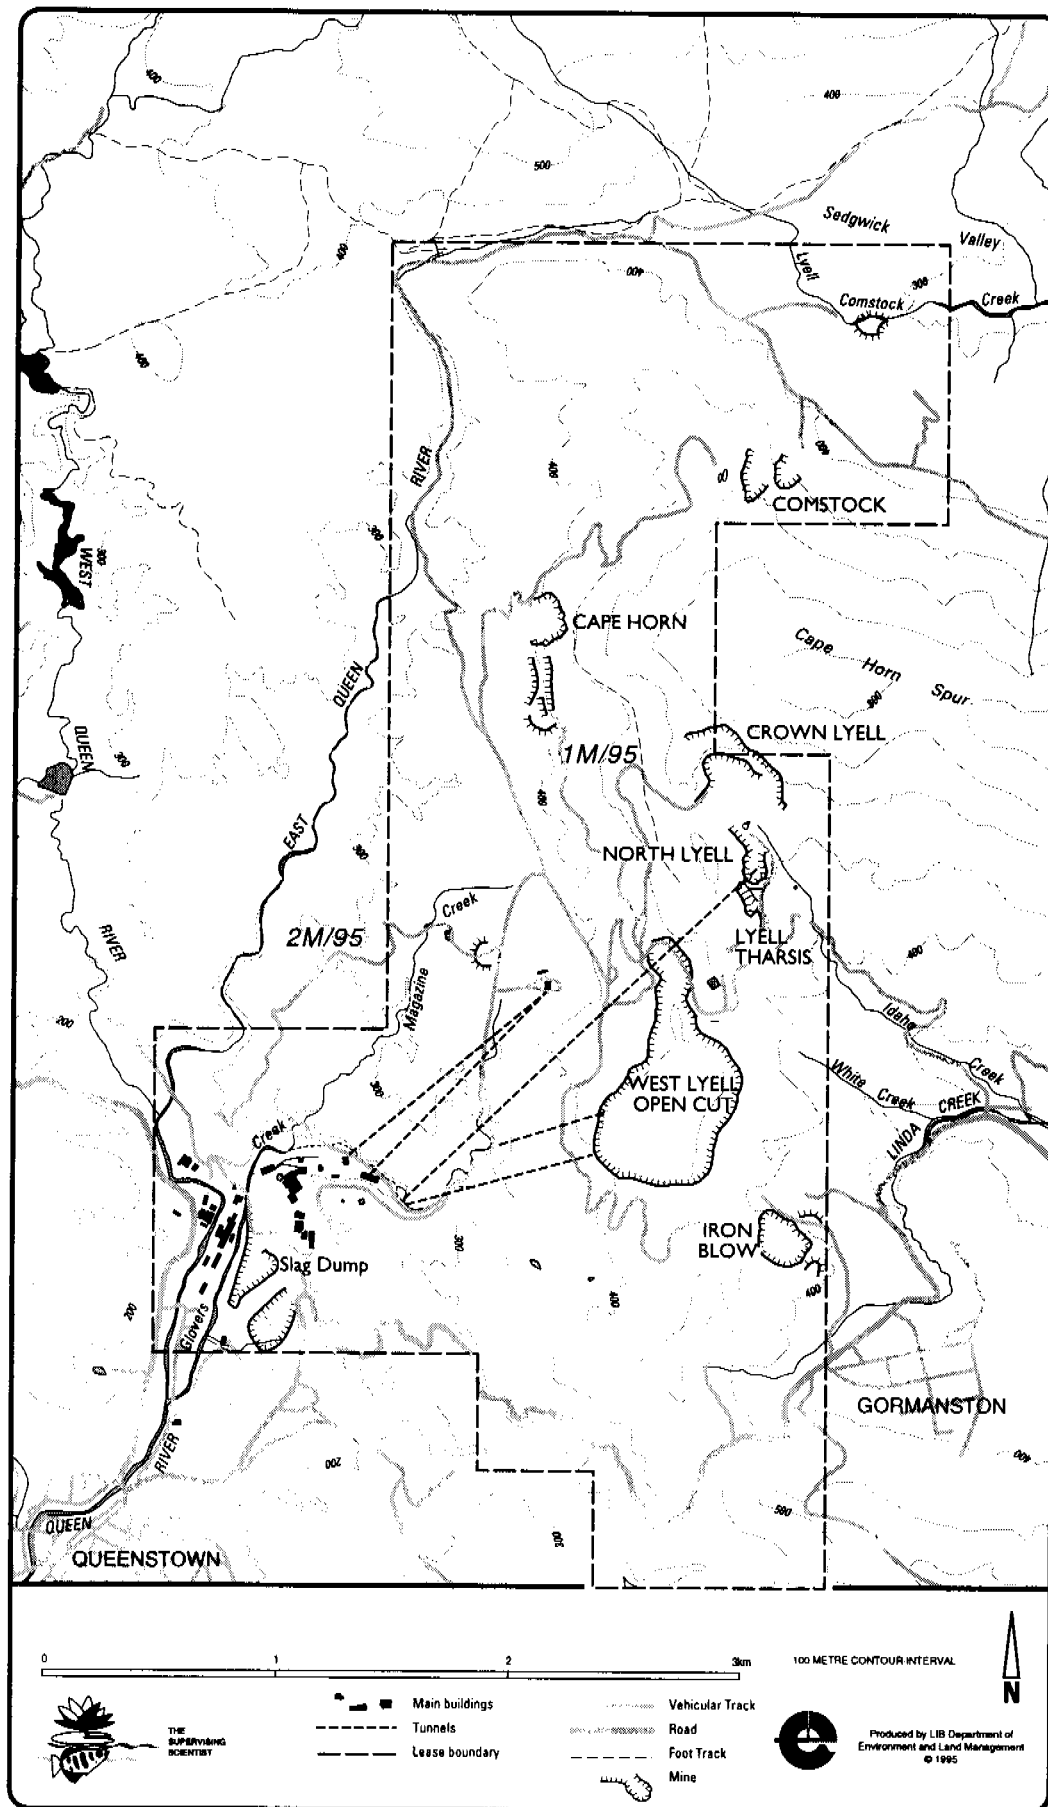 400
400
500
Sedgwick
Valley
400
Lyell
400
300
Comstock
Creek
400
RIVER
400
400
COMSTOCK
300
300
WEST
CAPE HORN
Cape Horn Spur
QUEEN
800
QUEEN
CROWN LYELL
300
1M/95
400
EAST
300
NORTH LYELL
Creek
RIVER
2M/95
LYELL
THARSIS
400
Magazine
Idaho
Creek
200
WEST LYELL
OPEN CUT
White
Creek
300
CREEK
LINDA
Creek
IRON
BLOW
300
Slag Dump
400
400
200
Glovers
GORMANSTON
RIVER
200
400
500
QUEEN
300
QUEENSTOWN
0 1 2 3km
100 METRE CONTOUR INTERVAL
N
THE
SUPERVISING
SCIENTIST
Main buildings
Tunnels
Lease boundary
Vehicular Track
Road
Foot Track
Mine
e
Produced by LIB Department of
Environment and Land Management
© 1995